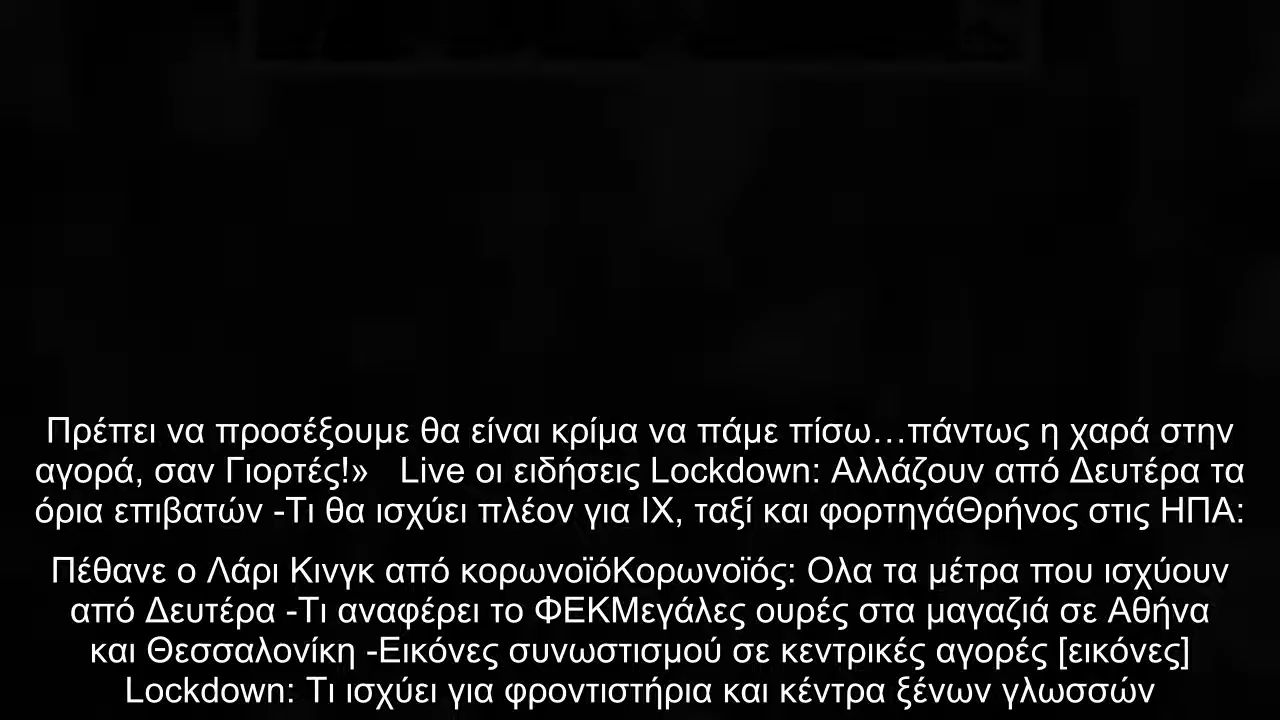 Πρέπει να προσέξουμε θα είναι κρίμα να πάμε πίσω…πάντως η χαρά στην
αγορά, σαν Γιορτές!» Live οι ειδήσεις Lockdown: Αλλάζουν από Δευτέρα τα
όρια επιβατών -Τι θα ισχύει πλέον για ΙΧ, ταξί και φορτηγάΘρήνος στις ΗΠΑ:
Πέθανε ο Λάρι Κινγκ από κορωνοϊόΚορωνοϊός: Ολα τα μέτρα που ισχύουν
από Δευτέρα -Τι αναφέρει το ΦΕΚΜεγάλες ουρές στα μαγαζιά σε Αθήνα
και Θεσσαλονίκη -Εικόνες συνωστισμού σε κεντρικές αγορές [εικόνες]
Lockdown: Τι ισχύει για φροντιστήρια και κέντρα ξένων γλωσσών